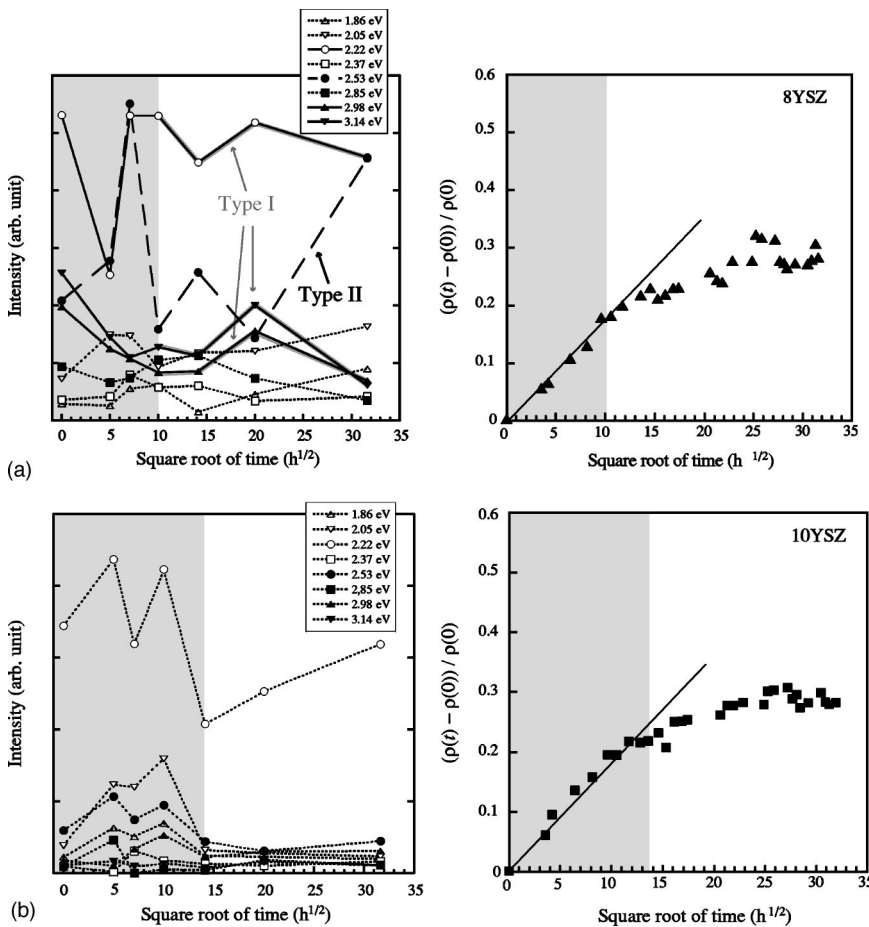 1.86 eV
2.05 eV
2.22 eV
2.37 eV
2.53 eV
2.85 eV
2.98 eV
3.14 eV
Intensity (arb. unit)
Type I
Type II
0 5 10 15 20 25 30 35
Square root of time (h1/2)
(a)
8YSZ
(ρ(t) − ρ(0)) / ρ(0)
0.6
0.5
0.4
0.3
0.2
0.1
0
0 5 10 15 20 25 30 35
Square root of time (h 1/2)
1.86 eV
2.05 eV
2.22 eV
2.37 eV
2.53 eV
2,85 eV
2.98 eV
3.14 eV
Intensity (arb. unit)
0 5 10 15 20 25 30 35
Square root of time (h1/2)
(b)
10YSZ
(ρ(t) − ρ(0)) / ρ(0)
0.6
0.5
0.4
0.3
0.2
0.1
0
0 5 10 15 20 25 30 35
Square root of time (h1/2)